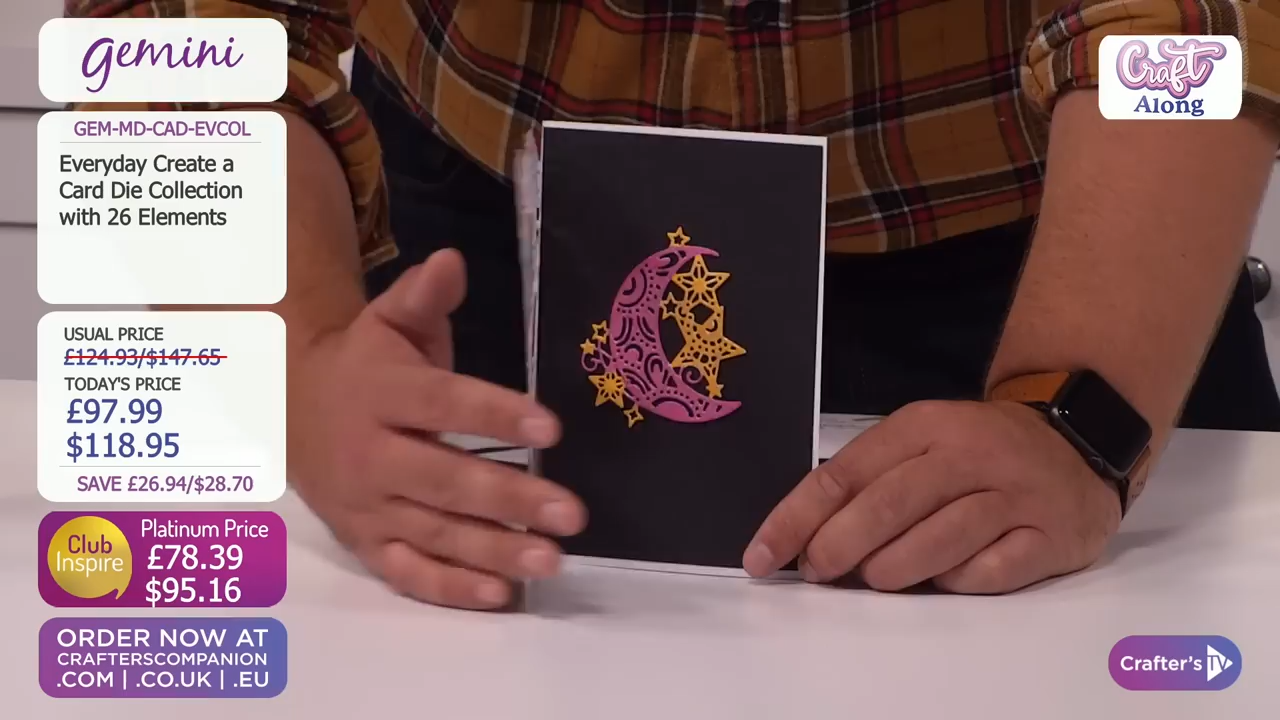 gemini
GEM-MD-CAD-EVCOL
Everyday Create a
Card Die Collection
with 26 Elements
USUAL PRICE
£124.93/$147.65
TODAY'S PRICE
£97.99
$118.95
SAVE £26.94/$28.70
Club
Inspire
Platinum Price
£78.39
$95.16
ORDER NOW AT
CRAFTERSCOMPANION
.COM | .CO.UK | .EU
Craft
Along
Crafter's TV